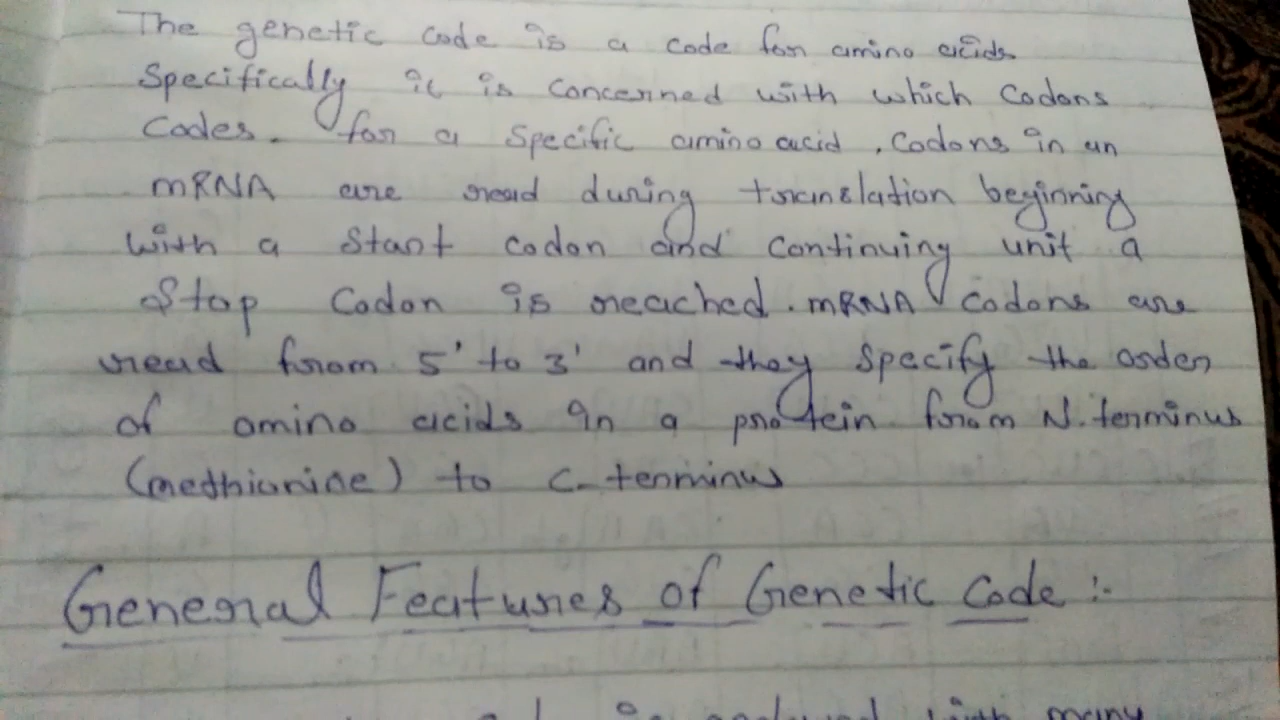 The genetic code is a code for amino acids
Specifically it is concerned with which codons
codes. for a specific amino acid. Codons in an
mRNA are read during translation beginning
with a start codon and continuing unit a
Stop Codon is reached. mRNA codons are
read from 5' to 3' and they specify the order
of amino acids in a protein from N. terminus
(methionine) to C- terminus
General Features of Genetic Code :-
with many